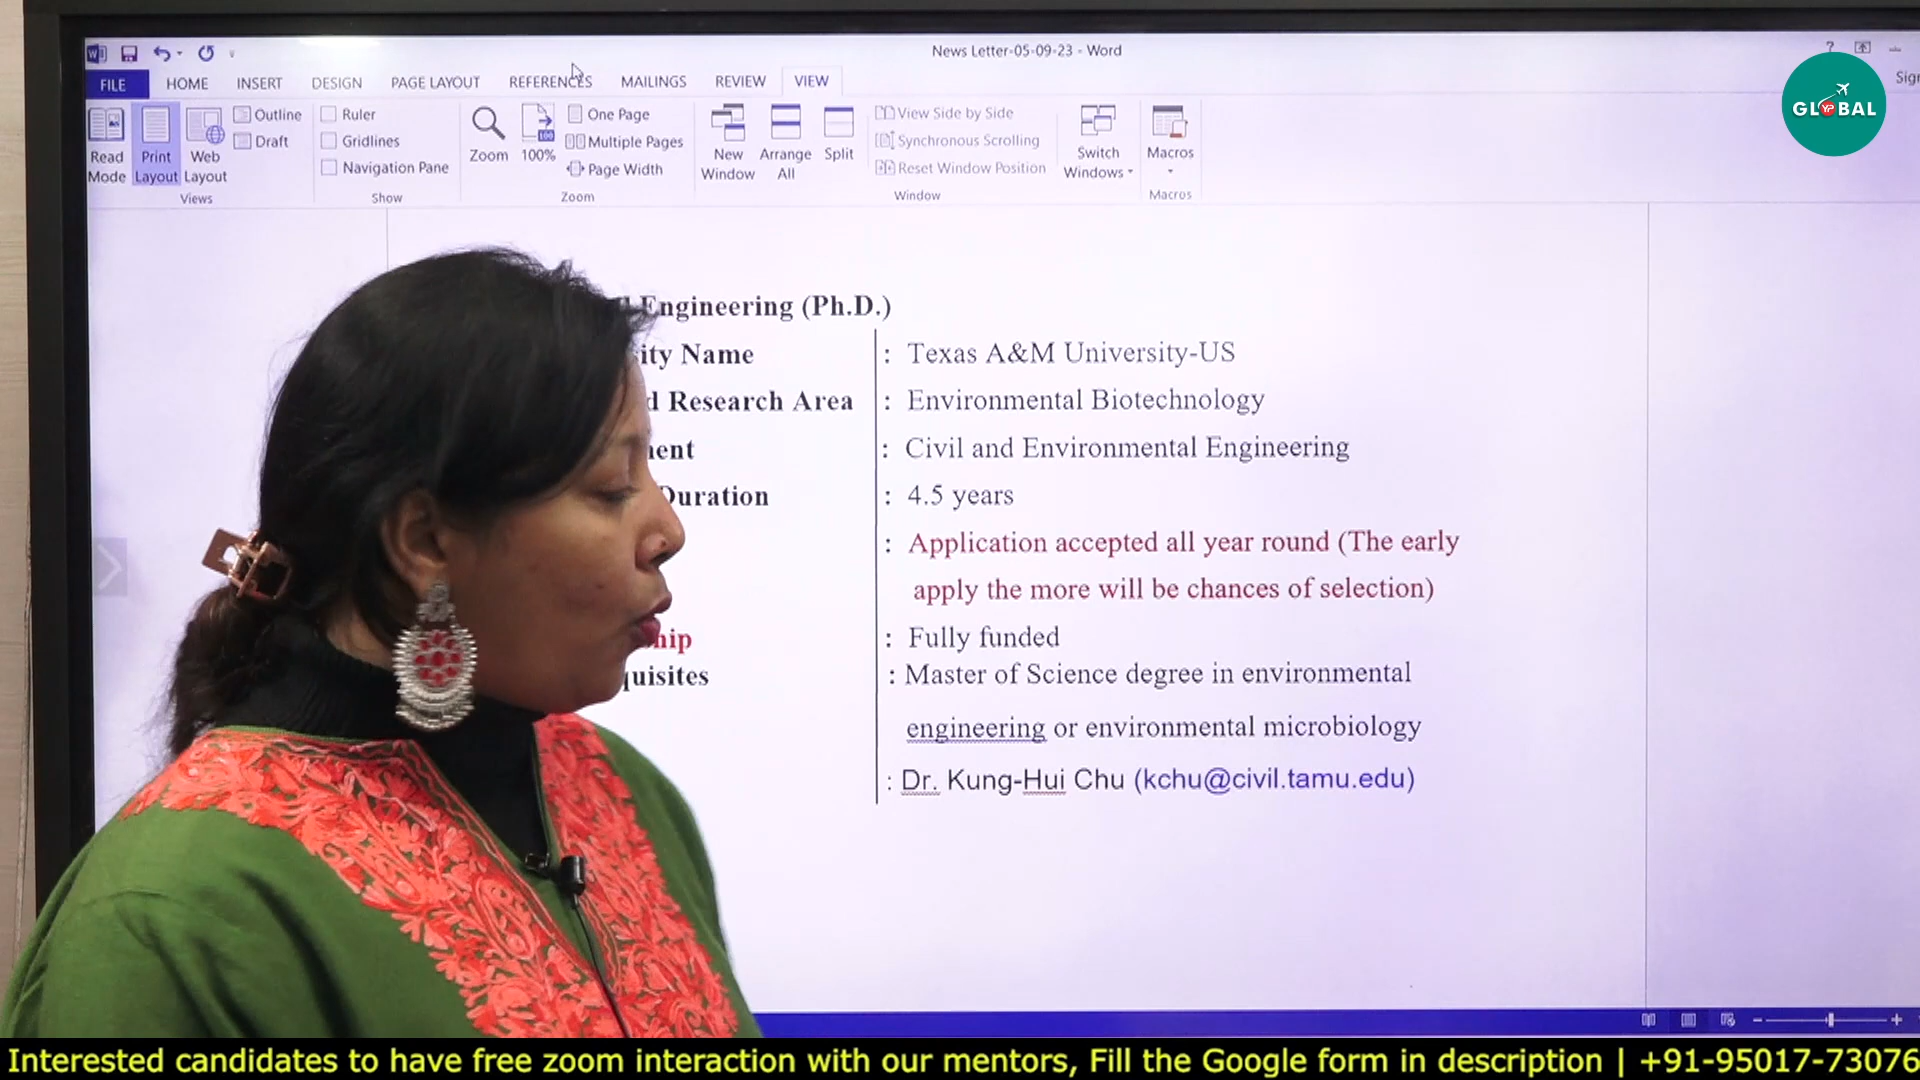 News Letter-05-09-23 - Word
?
Sign
FILE HOME INSERT DESIGN PAGE LAYOUT REFERENCES MAILINGS REVIEW VIEW
GLOBAL
YP
Read Mode
Print Layout
Web Layout
Outline
Draft
Views
Ruler
Gridlines
Navigation Pane
Show
Zoom
100%
One Page
Multiple Pages
Page Width
Zoom
New Window
Arrange All
Split
View Side by Side
Synchronous Scrolling
Reset Window Position
Window
Switch Windows
Macros
Macros
Engineering (Ph.D.)
ity Name : Texas A&M University-US
d Research Area : Environmental Biotechnology
ent : Civil and Environmental Engineering
Duration : 4.5 years
: Application accepted all year round (The early
apply the more will be chances of selection)
hip : Fully funded
quisites : Master of Science degree in environmental
engineering or environmental microbiology
: Dr. Kung-Hui Chu (kchu@civil.tamu.edu)
Interested candidates to have free zoom interaction with our mentors, Fill the Google form in description | +91-95017-73076